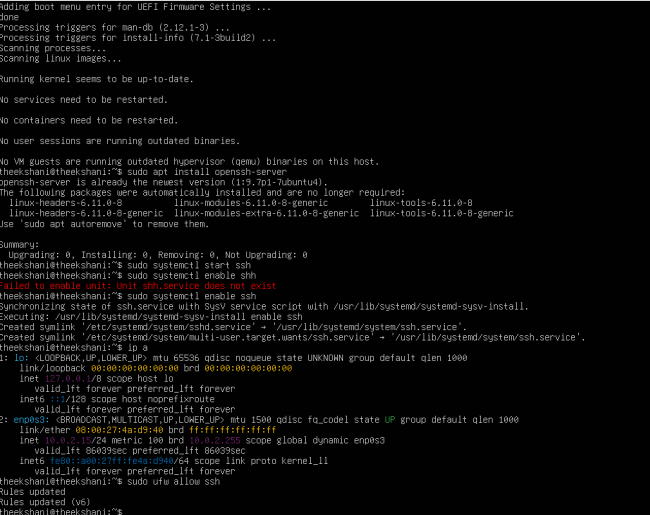 Adding boot menu entry for UEFI Firmware Settings ...
done
Processing triggers for man-db (2.12.1-3) ...
Processing triggers for install-info (7.1-3build2) ...
Scanning processes...
Scanning linux images...
Running kernel seems to be up-to-date.
No services need to be restarted.
No containers need to be restarted.
No user sessions are running outdated binaries.
No VM guests are running outdated hypervisor (qemu) binaries on this host.
theekshani@theekshani:~$ sudo apt install openssh-server
openssh-server is already the newest version (1:9.7p1-7ubuntu4).
The following packages were automatically installed and are no longer required:
linux-headers-6.11.0-8 linux-modules-6.11.0-8-generic linux-tools-6.11.0-8
linux-headers-6.11.0-8-generic linux-modules-extra-6.11.0-8-generic linux-tools-6.11.0-8-generic
Use 'sudo apt autoremove' to remove them.
Summary:
Upgrading: 0, Installing: 0, Removing: 0, Not Upgrading: 0
theekshani@theekshani:~$ sudo systemctl start ssh
theekshani@theekshani:~$ sudo systemctl enable shh
Failed to enable unit: Unit shh.service does not exist
theekshani@theekshani:~$ sudo systemctl enable ssh
Synchronizing state of ssh.service with SysV service script with /usr/lib/systemd/systemd-sysv-install.
Executing: /usr/lib/systemd/systemd-sysv-install enable ssh
Created symlink '/etc/systemd/system/sshd.service' → '/usr/lib/systemd/system/ssh.service'.
Created symlink '/etc/systemd/system/multi-user.target.wants/ssh.service' → '/usr/lib/systemd/system/ssh.service'.
theekshani@theekshani:~$ ip a
1: lo: <LOOPBACK,UP,LOWER_UP> mtu 65536 qdisc noqueue state UNKNOWN group default qlen 1000
link/loopback 00:00:00:00:00:00 brd 00:00:00:00:00:00
inet 127.0.0.1/8 scope host lo
valid_lft forever preferred_lft forever
inet6 ::1/128 scope host noprefixroute
valid_lft forever preferred_lft forever
2: enp0s3: <BROADCAST,MULTICAST,UP,LOWER_UP> mtu 1500 qdisc fq_codel state UP group default qlen 1000
link/ether 08:00:27:4a:d9:40 brd ff:ff:ff:ff:ff:ff
inet 10.0.2.15/24 metric 100 brd 10.0.2.255 scope global dynamic enp0s3
valid_lft 86039sec preferred_lft 86039sec
inet6 fe80::a00:27ff:fe4a:d940/64 scope link proto kernel_ll
valid_lft forever preferred_lft forever
theekshani@theekshani:~$ sudo ufw allow ssh
Rules updated
Rules updated (v6)
theekshani@theekshani:~$